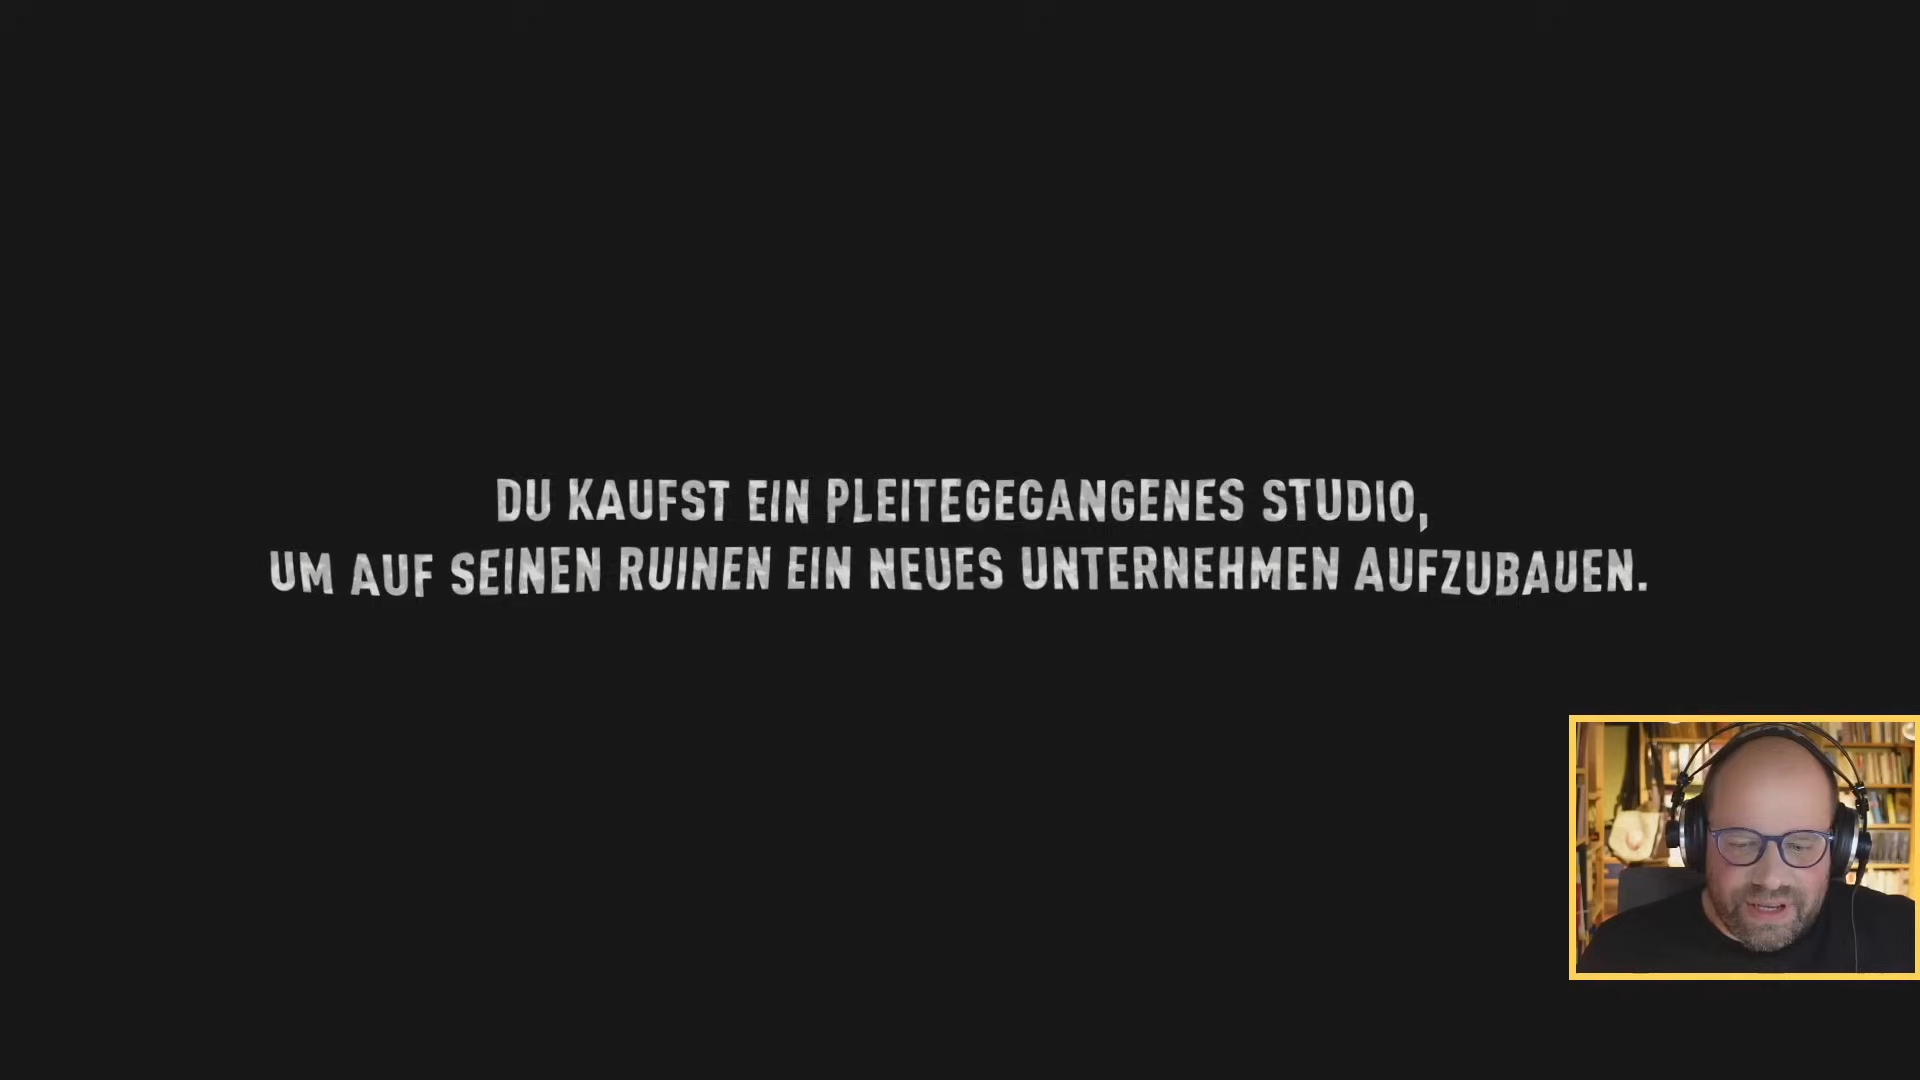 DU KAUFST EIN PLEITEGEGANGENES STUDIO,
UM AUF SEINEN RUINEN EIN NEUES UNTERNEHMEN AUFZUBAUEN.